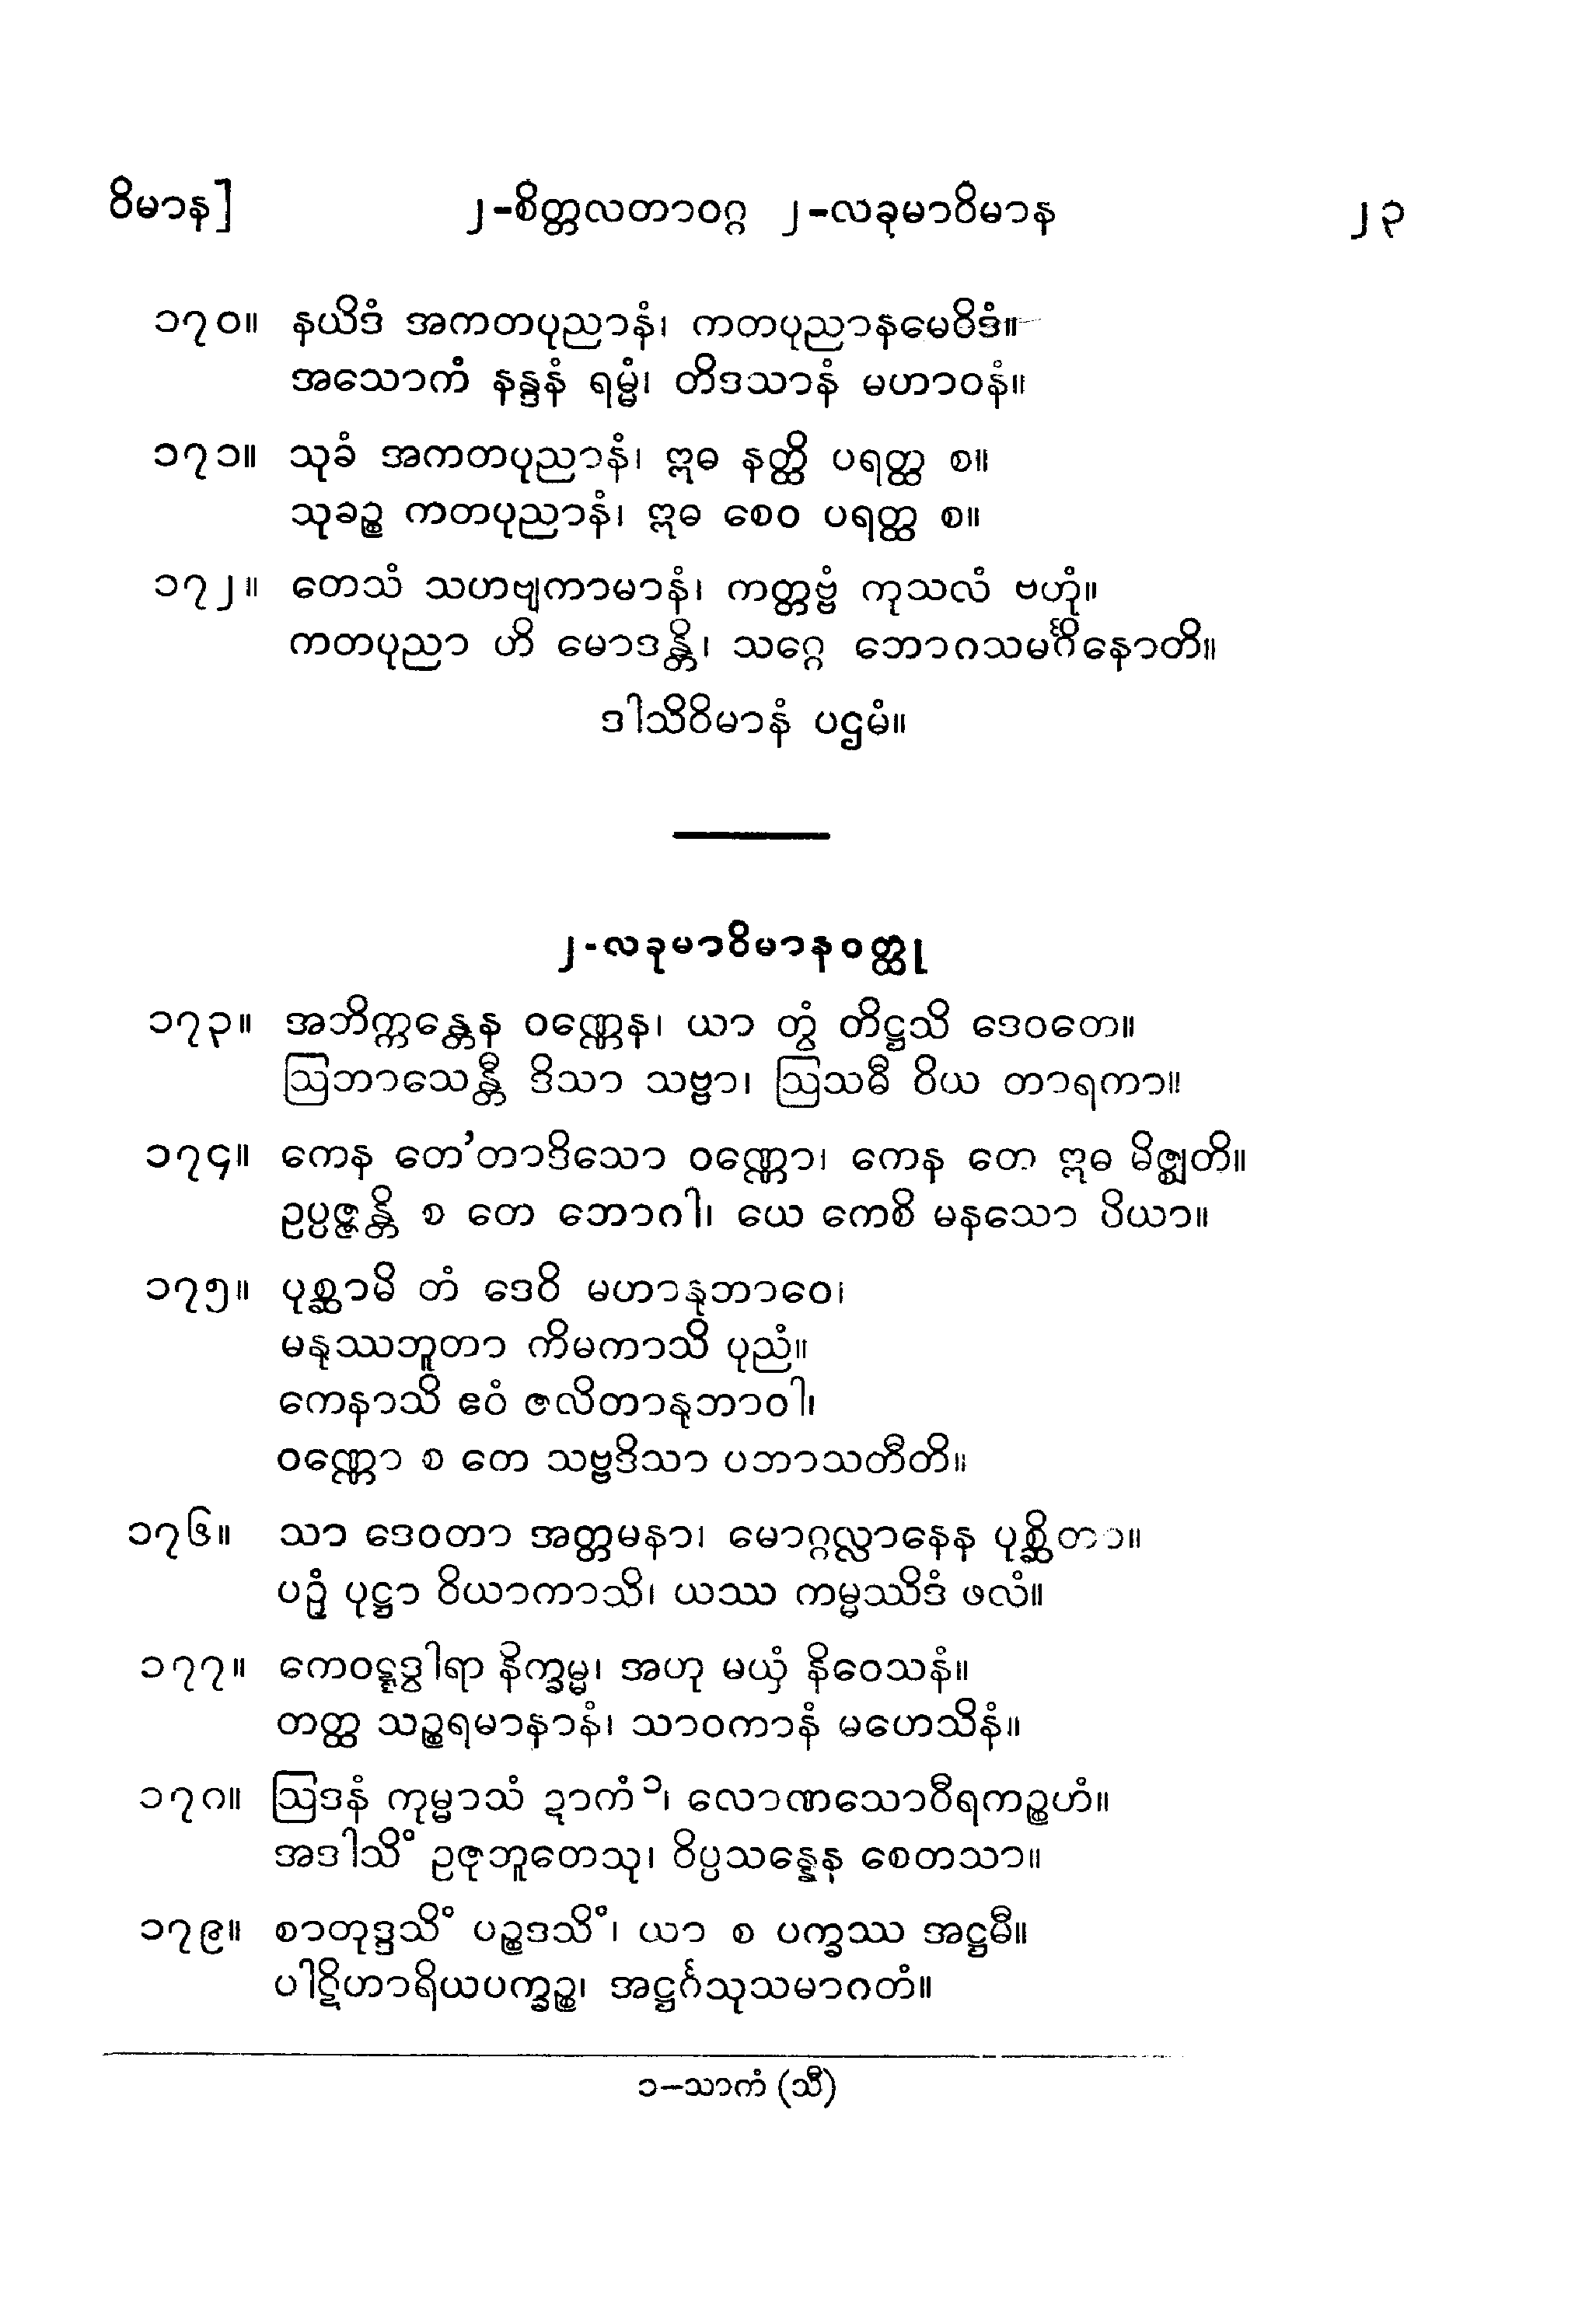 ဝိမာန] ၂-စိတ္တလတာဝဂ္ဂ ၂-လခုမာဝိမာန ၂၃
၁၇၀။ နယိဒံ အကတပုညာနံ၊ ကတပုညာနမေဝိဒံ။
အသောကံ နန္ဒနံ ရမ္မံ၊ တိဒသာနံ မဟာဝနံ။
၁၇၁။ သုခံ အကတပုညာနံ၊ ဣဓ နတ္ထိ ပရတ္ထ စ။
သုခဉ္စ ကတပုညာနံ၊ ဣဓ စေဝ ပရတ္ထ စ။
၁၇၂။ တေသံ သဟဗျကာမာနံ၊ ကတ္တဗ္ဗံ ကုသလံ ဗဟုံ။
ကတပုညာ ဟိ မောဒန္တိ၊ သဂ္ဂေ ဘောဂသမင်္ဂိနောတိ။
ဒါသိဝိမာနံ ပဌမံ။
၂-လခုမာဝိမာနဝတ္ထု
၁၇၃။ အဘိက္ကန္တေန ဝဏ္ဏေန၊ ယာ တွံ တိဋ္ဌသိ ဒေဝတေ။
ဩဘာသေန္တီ ဒိသာ သဗ္ဗာ၊ ဩသဓီ ဝိယ တာရကာ။
၁၇၄။ ကေန တေ’တာဒိသော ဝဏ္ဏော၊ ကေန တေ ဣဓ မိဇ္ဈတိ။
ဥပ္ပဇ္ဇန္တိ စ တေ ဘောဂါ၊ ယေ ကေစိ မနသော ပိယာ။
၁၇၅။ ပုစ္ဆာမိ တံ ဒေဝိ မဟာနုဘာဝေ၊
မနုဿဘူတာ ကိမကာသိ ပုညံ။
ကေနာသိ ဧဝံ ဇလိတာနုဘာဝါ၊
ဝဏ္ဏော စ တေ သဗ္ဗဒိသာ ပဘာသတီတိ။
၁၇၆။ သာ ဒေဝတာ အတ္တမနာ၊ မောဂ္ဂလ္လာနေန ပုစ္ဆိတာ။
ပဉှံ ပုဋ္ဌာ ဝိယာကာသိ၊ ယဿ ကမ္မဿိဒံ ဖလံ။
၁၇၇။ ကေဝဋ္ဋဒွါရာ နိက္ခမ္မ၊ အဟု မယှံ နိဝေသနံ။
တတ္ထ သဉ္စရမာနာနံ၊ သာဝကာနံ မဟေသိနံ။
၁၇၈။ ဩဒနံ ကုမ္မာသံ ဍာကံ ၁၊ လောဏသောဝီရကဉ္စဟံ။
အဒါသိံ ဥဇုဘူတေသု၊ ဝိပ္ပသန္နေန စေတသာ။
၁၇၉။ စာတုဒ္ဒသိံ ပဉ္စဒသိံ၊ ယာ စ ပက္ခဿ အဋ္ဌမီ။
ပါဋိဟာရိယပက္ခဉ္စ၊ အဋ္ဌင်္ဂသုသမာဂတံ။
၁-သာကံ (သီ)